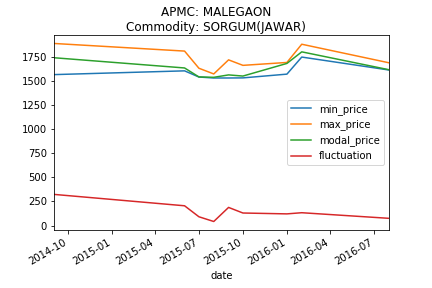 APMC: MALEGAON
Commodity: SORGUM(JAWAR)
1750
1500
1250
1000
750
500
250
0
min_price
max_price
modal_price
fluctuation
2014-10
2015-01
2015-04
2015-07
2015-10
2016-01
2016-04
2016-07
date